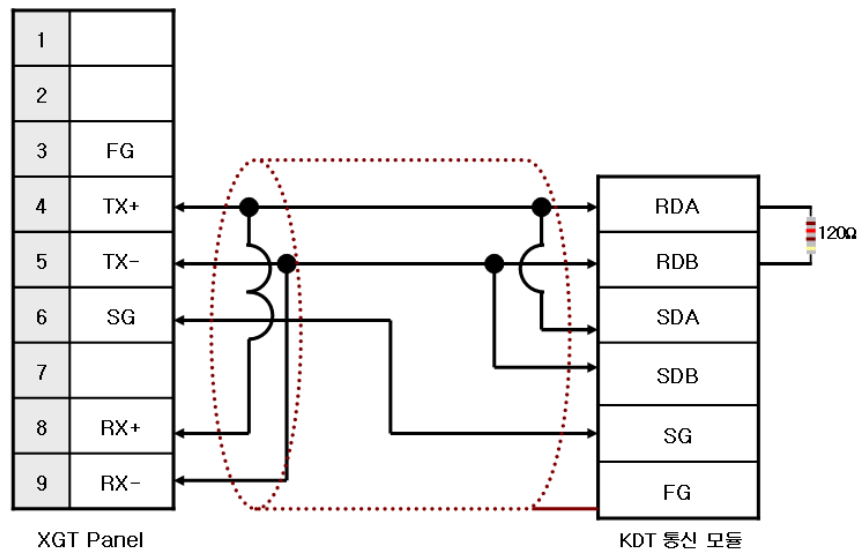 1
2
3 FG
4 TX+
5 TX-
6 SG
7
8 RX+
9 RX-
XGT Panel
RDA
RDB
SDA
SDB
SG
FG
120Ω
KDT 통신 모듈